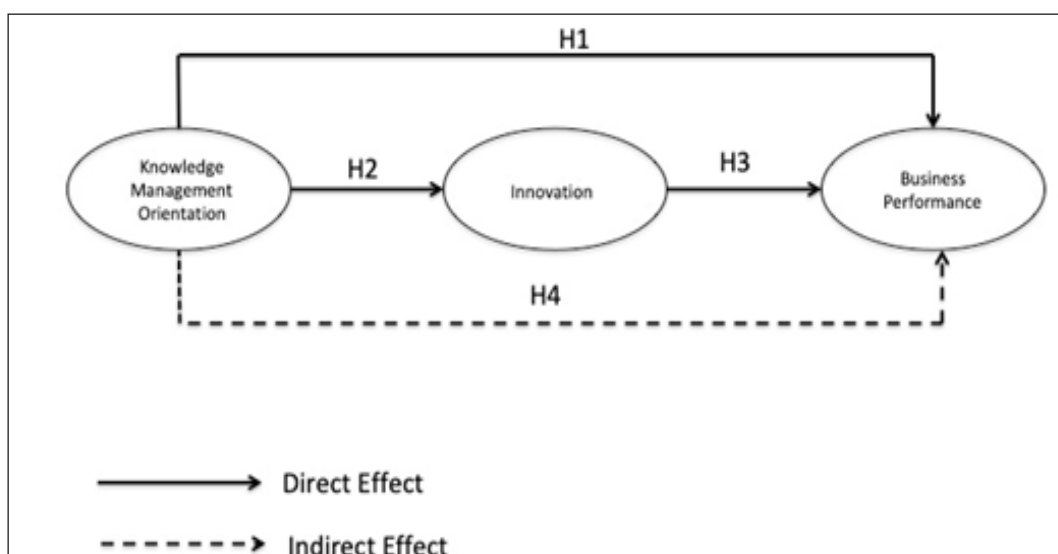 H1
Knowledge
Management
Orientation
H2
Innovation
H3
Business
Performance
H4
Direct Effect
Indirect Effect